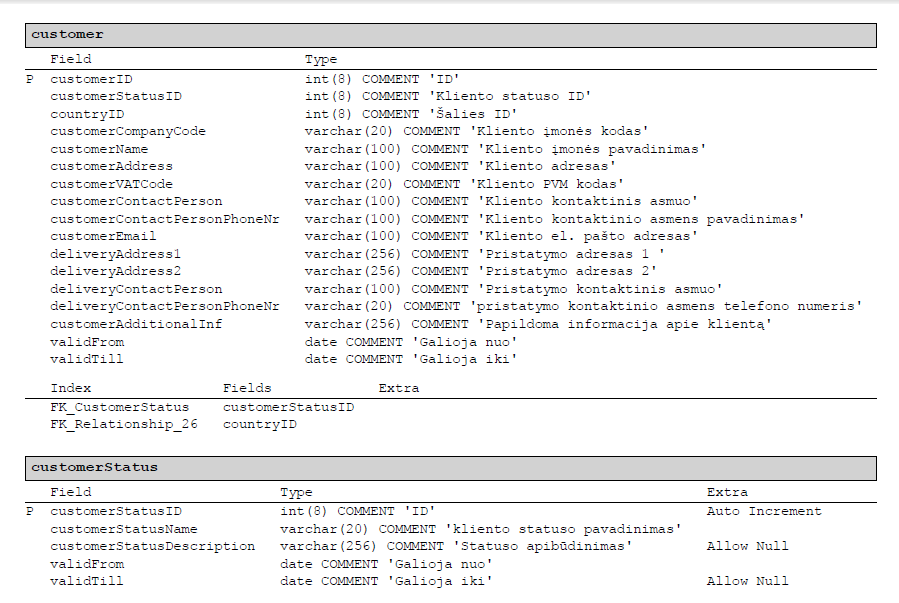 customer
Field Type
P customerID int(8) COMMENT 'ID'
customerStatusID int(8) COMMENT 'Kliento statuso ID'
countryID int(8) COMMENT 'Šalies ID'
customerCompanyCode varchar(20) COMMENT 'Kliento įmonės kodas'
customerName varchar(100) COMMENT 'Kliento įmonės pavadinimas'
customerAddress varchar(100) COMMENT 'Kliento adresas'
customerVATCode varchar(20) COMMENT 'Kliento PVM kodas'
customerContactPerson varchar(100) COMMENT 'Kliento kontaktinis asmuo'
customerContactPersonPhoneNr varchar(100) COMMENT 'Kliento kontaktinio asmens pavadinimas'
customerEmail varchar(100) COMMENT 'Kliento el. pašto adresas'
deliveryAddress1 varchar(256) COMMENT 'Pristatymo adresas 1 '
deliveryAddress2 varchar(256) COMMENT 'Pristatymo adresas 2'
deliveryContactPerson varchar(100) COMMENT 'Pristatymo kontaktinis asmuo'
deliveryContactPersonPhoneNr varchar(20) COMMENT 'pristatymo kontaktinio asmens telefono numeris'
customerAdditionalInf varchar(256) COMMENT 'Papildoma informacija apie klientą'
validFrom date COMMENT 'Galioja nuo'
validTill date COMMENT 'Galioja iki'
Index Fields Extra
FK_CustomerStatus customerStatusID
FK_Relationship_26 countryID
customerStatus
Field Type Extra
P customerStatusID int(8) COMMENT 'ID' Auto Increment
customerStatusName varchar(20) COMMENT 'kliento statuso pavadinimas'
customerStatusDescription varchar(256) COMMENT 'Statuso apibūdinimas' Allow Null
validFrom date COMMENT 'Galioja nuo'
validTill date COMMENT 'Galioja iki' Allow Null